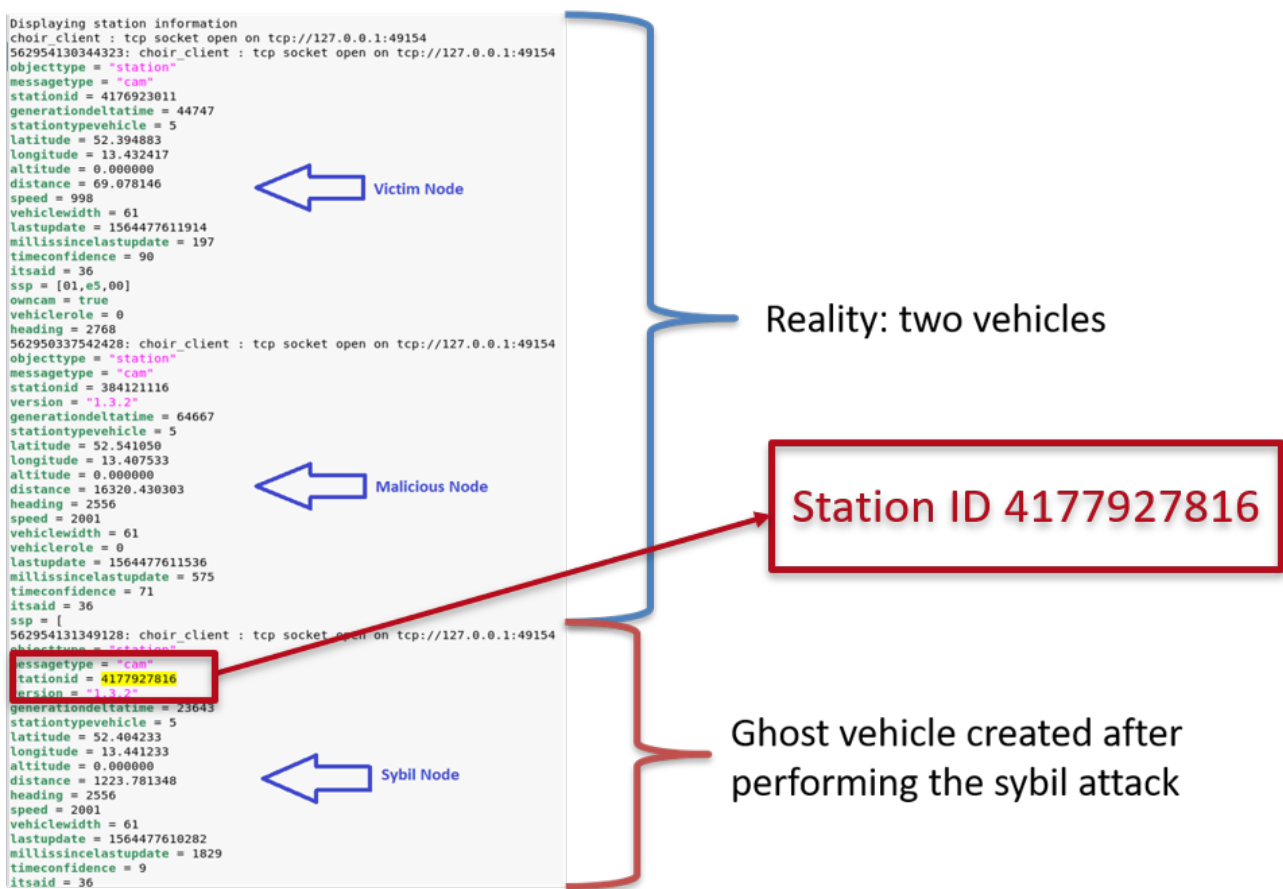 Displaying station information
choir_client : tcp socket open on tcp://127.0.0.1:49154
562954130344323: choir_client : tcp socket open on tcp://127.0.0.1:49154
objecttype = "station"
messagetype = "cam"
stationid = 4176923011
generationdeltatime = 44747
stationtypevehicle = 5
latitude = 52.394883
longitude = 13.432417
altitude = 0.000000
distance = 69.078146
speed = 998
vehiclewidth = 61
lastupdate = 1564477611914
millissincelastupdate = 197
timeconfidence = 90
itsaid = 36
ssp = [01,e5,00]
owncam = true
vehiclerole = 0
heading = 2768
Victim Node
562950337542428: choir_client : tcp socket open on tcp://127.0.0.1:49154
objecttype = "station"
messagetype = "cam"
stationid = 384121116
version = "1.3.2"
generationdeltatime = 64667
stationtypevehicle = 5
latitude = 52.541050
longitude = 13.407533
altitude = 0.000000
distance = 16320.430303
heading = 2556
speed = 2001
vehiclewidth = 61
vehiclerole = 0
lastupdate = 1564477611536
millissincelastupdate = 575
timeconfidence = 71
itsaid = 36
ssp = [
Malicious Node
562954131349128: choir_client : tcp socket open on tcp://127.0.0.1:49154
objecttype = "station"
messagetype = "cam"
stationid = 4177927816
version = "1.3.2"
generationdeltatime = 23643
stationtypevehicle = 5
latitude = 52.404233
longitude = 13.441233
altitude = 0.000000
distance = 1223.781348
heading = 2556
speed = 2001
vehiclewidth = 61
lastupdate = 1564477610282
millissincelastupdate = 1829
timeconfidence = 9
itsaid = 36
Sybil Node
Reality: two vehicles
Station ID 4177927816
Ghost vehicle created after
performing the sybil attack